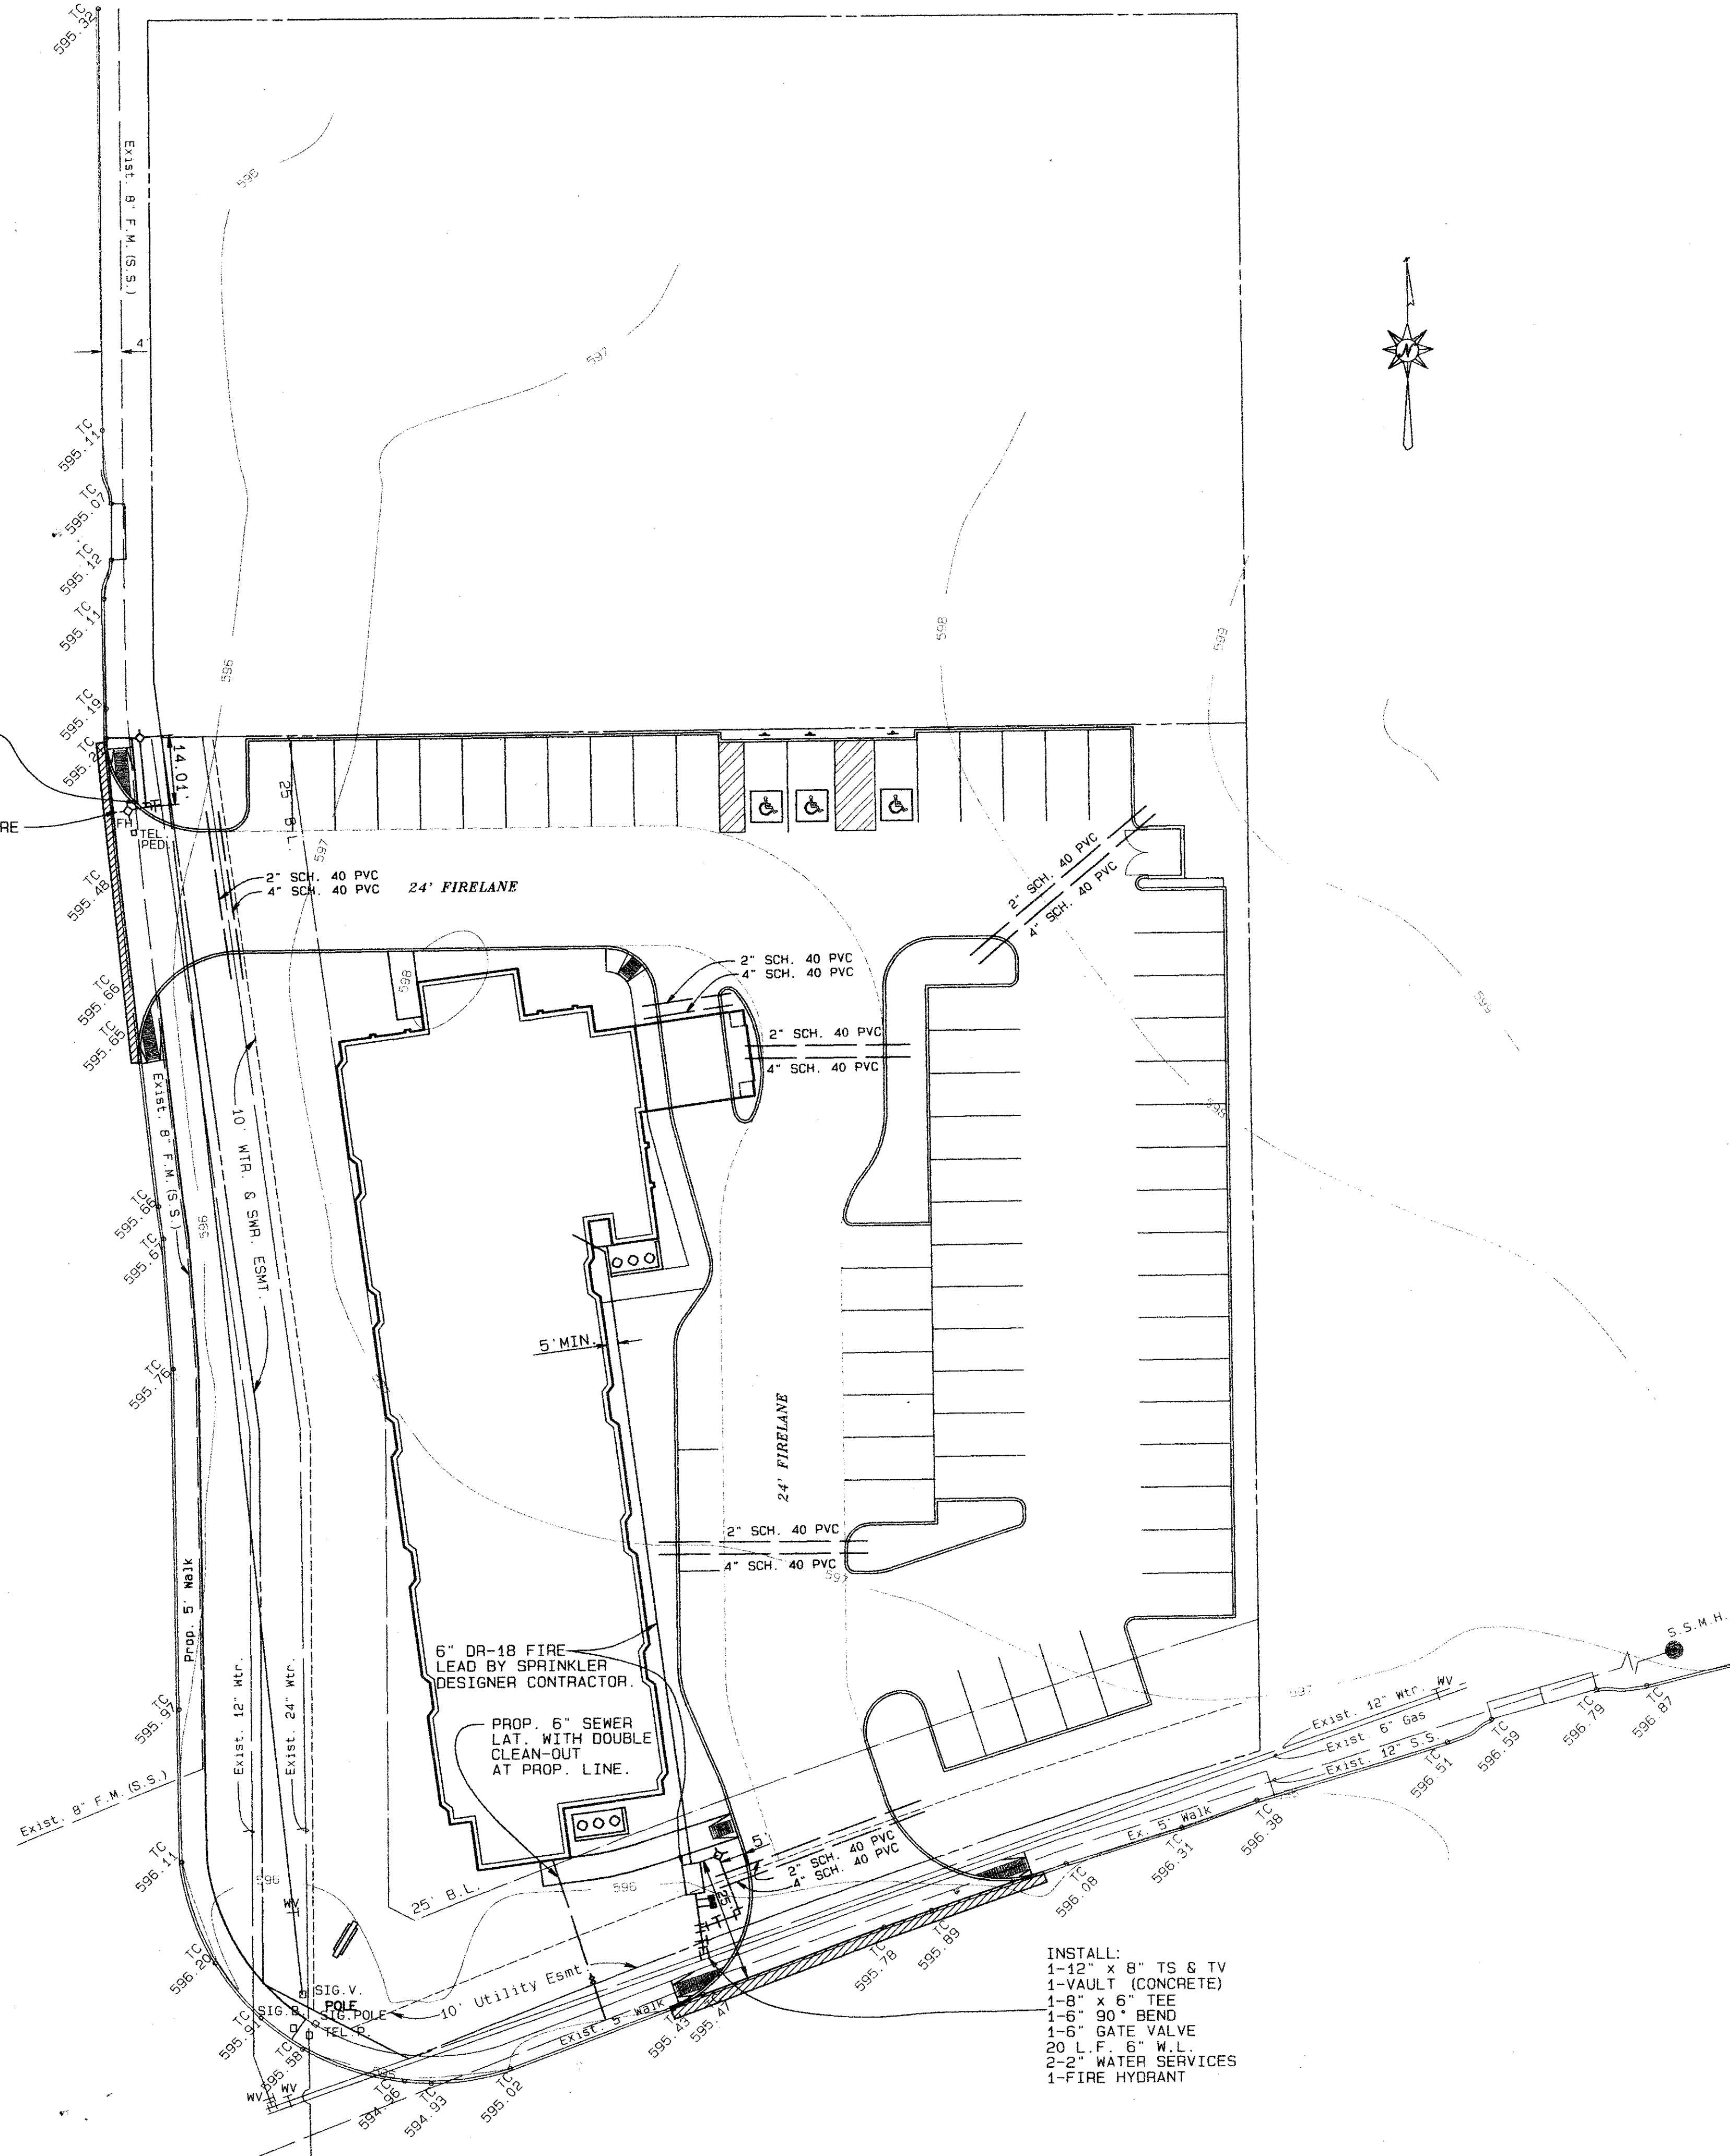 TC
595.32
Exist. 8" F.M. (S.S.)
596
597
4'
N
TC
595.11
TC
595.07
TC
595.12
TC
595.11
598
599
596
TC
595.19
TC
14.01'
25' B.L.
RE
FH
TEL.
PED.
597
2" SCH. 40 PVC
4" SCH. 40 PVC
24' FIRELANE
2" SCH. 40 PVC
4" SCH. 40 PVC
TC
595.48
TC
595.66
TC
595.65
598
2" SCH. 40 PVC
4" SCH. 40 PVC
599
2" SCH. 40 PVC
4" SCH. 40 PVC
598
Exist. 8" F.M. (S.S.)
10' WTR. & SWR. ESMT.
TC
595.66
TC
596
5'MIN.
TC
595.76
24' FIRELANE
2" SCH. 40 PVC
4" SCH. 40 PVC
597
Prop. 5' Walk
Exist. 12" Wtr.
Exist. 24" Wtr.
6" DR-18 FIRE
LEAD BY SPRINKLER
DESIGNER CONTRACTOR.
PROP. 6" SEWER
LAT. WITH DOUBLE
CLEAN-OUT
AT PROP. LINE.
S.S.M.H.
597
Exist. 12" Wtr.
WV
Exist. 6" Gas
Exist. 12" S.S.
TC
596.87
TC
596.79
TC
596.59
TC
596.51
TC
596.38
TC
596.31
TC
596.08
Ex. 5' Walk
TC
595.97
Exist. 8" F.M. (S.S.)
TC
596.11
596
25' B.L.
596
5'
2" SCH. 40 PVC
4" SCH. 40 PVC
25'
WV
TC
595.89
TC
595.78
TC
596.20
10' Utility Esmt.
SIG.V.
POLE
SIG.B.
SIG.POLE
TEL.P.
TC
595.91
TC
595.58
Exist. 5' Walk
TC
595.43
595.47
WV
WV
TC
594.96
TC
594.93
TC
595.02
INSTALL:
1-12" x 8" TS & TV
1-VAULT (CONCRETE)
1-8" x 6" TEE
1-6" 90° BEND
1-6" GATE VALVE
20 L.F. 6" W.L.
2-2" WATER SERVICES
1-FIRE HYDRANT